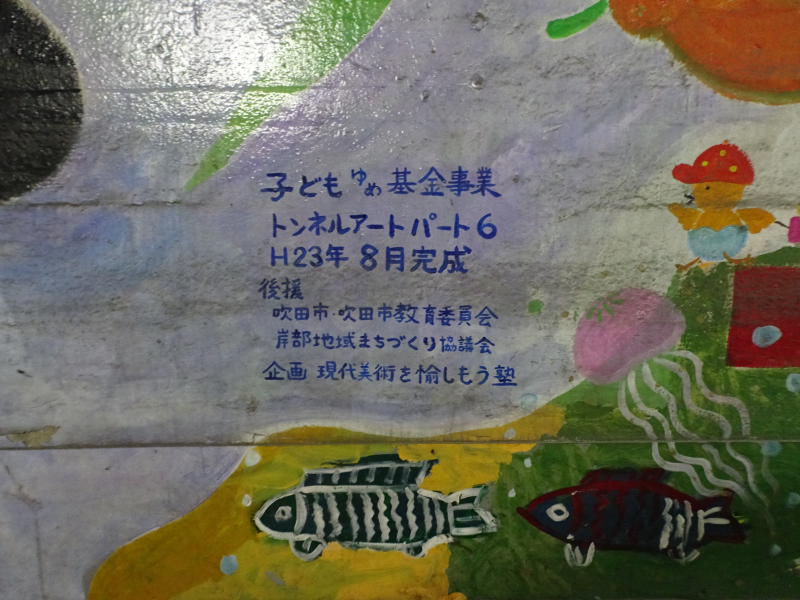 子どもゆめ基金事業
トンネルアートパート6
H23年 8月完成
後援
吹田市・吹田市教育委員会
岸部地域まちづくり協議会
企画 現代美術を愉しもう塾